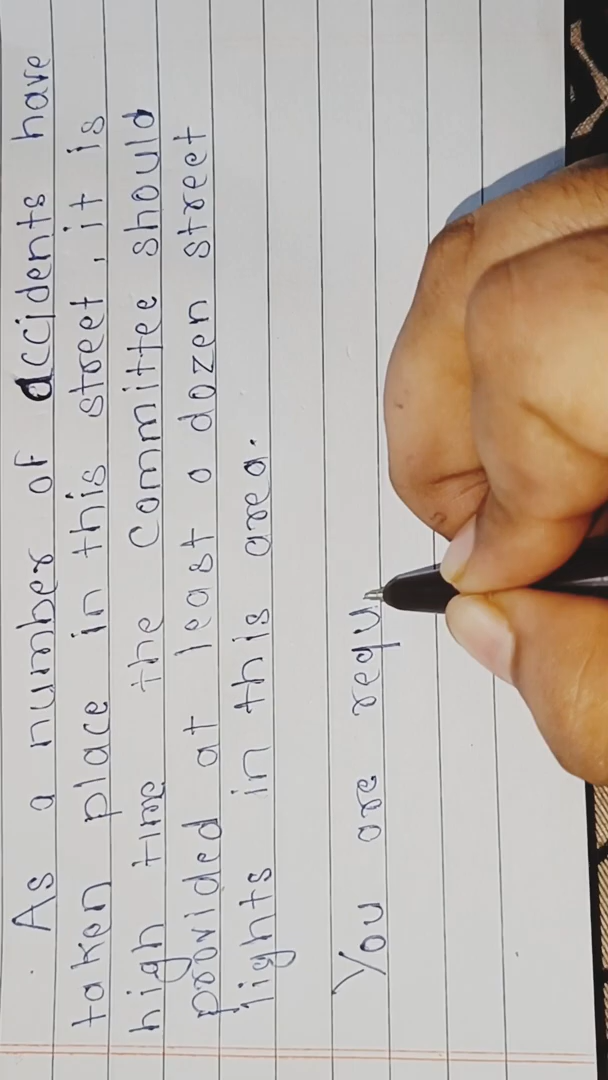 As a number of accidents have
taken place in this street, it is
high time the committee should
provided at least a dozen street
lights in this area.
You are requ